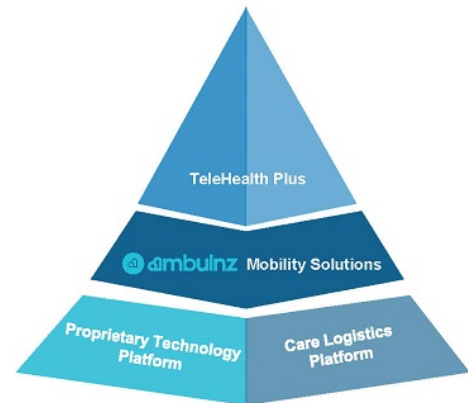 TeleHealth Plus
ambulnz Mobility Solutions
Proprietary Technology
Platform
Care Logistics
Platform